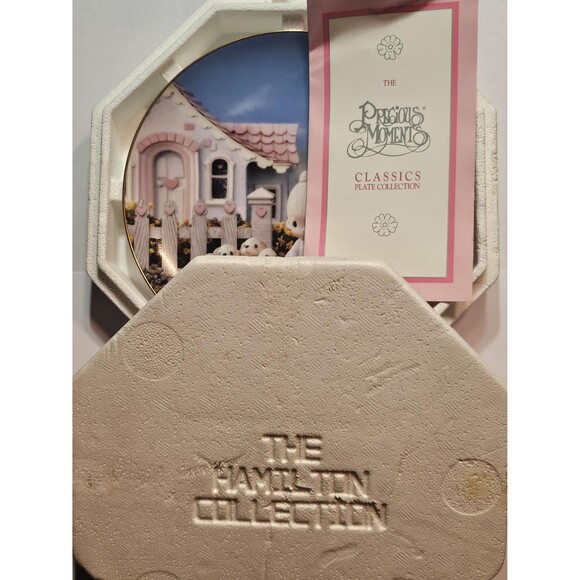 THE
PRECIOUS®
MOMENTS
CLASSICS
PLATE COLLECTION
THE
HAMILTON
COLLECTION